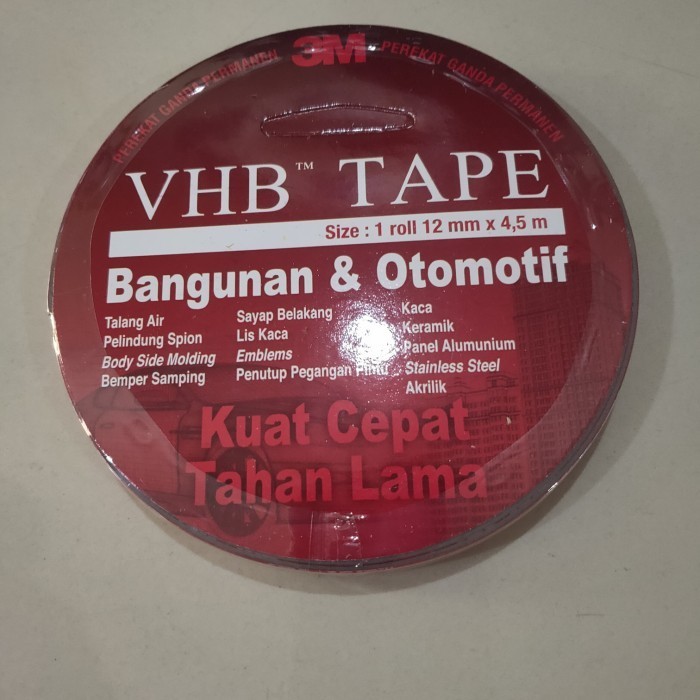 PEREKAT GANDA PERMANEN 3M PEREKAT GANDA PERMANEN
VHB™ TAPE
Size : 1 roll 12 mm x 4,5 m
Bangunan & Otomotif
Talang Air
Pelindung Spion
Body Side Molding
Bemper Samping
Sayap Belakang
Lis Kaca
Emblems
Penutup Pegangan
Kaca
Keramik
Panel Alumunium
Stainless Steel
Akrilik
Kuat Cepat
Tahan Lama